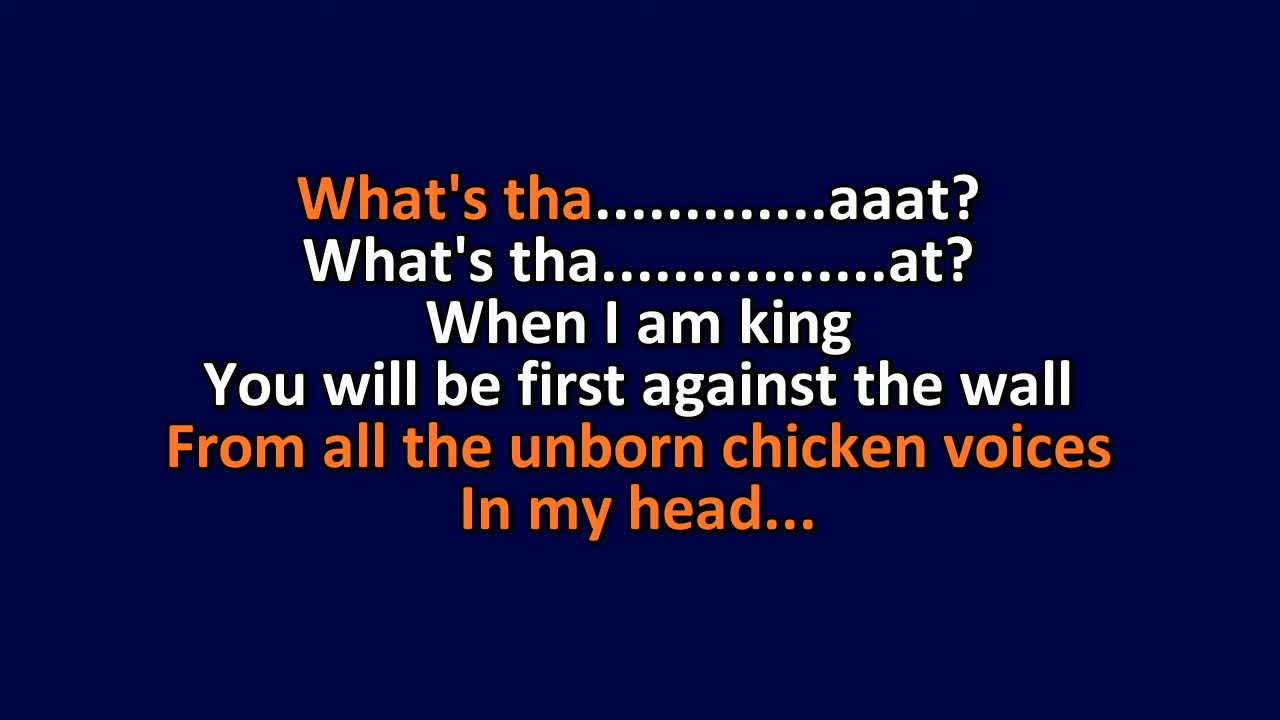 What's tha.............aaat?
What's tha................at?
When I am king
You will be first against the wall
From all the unborn chicken voices
In my head...